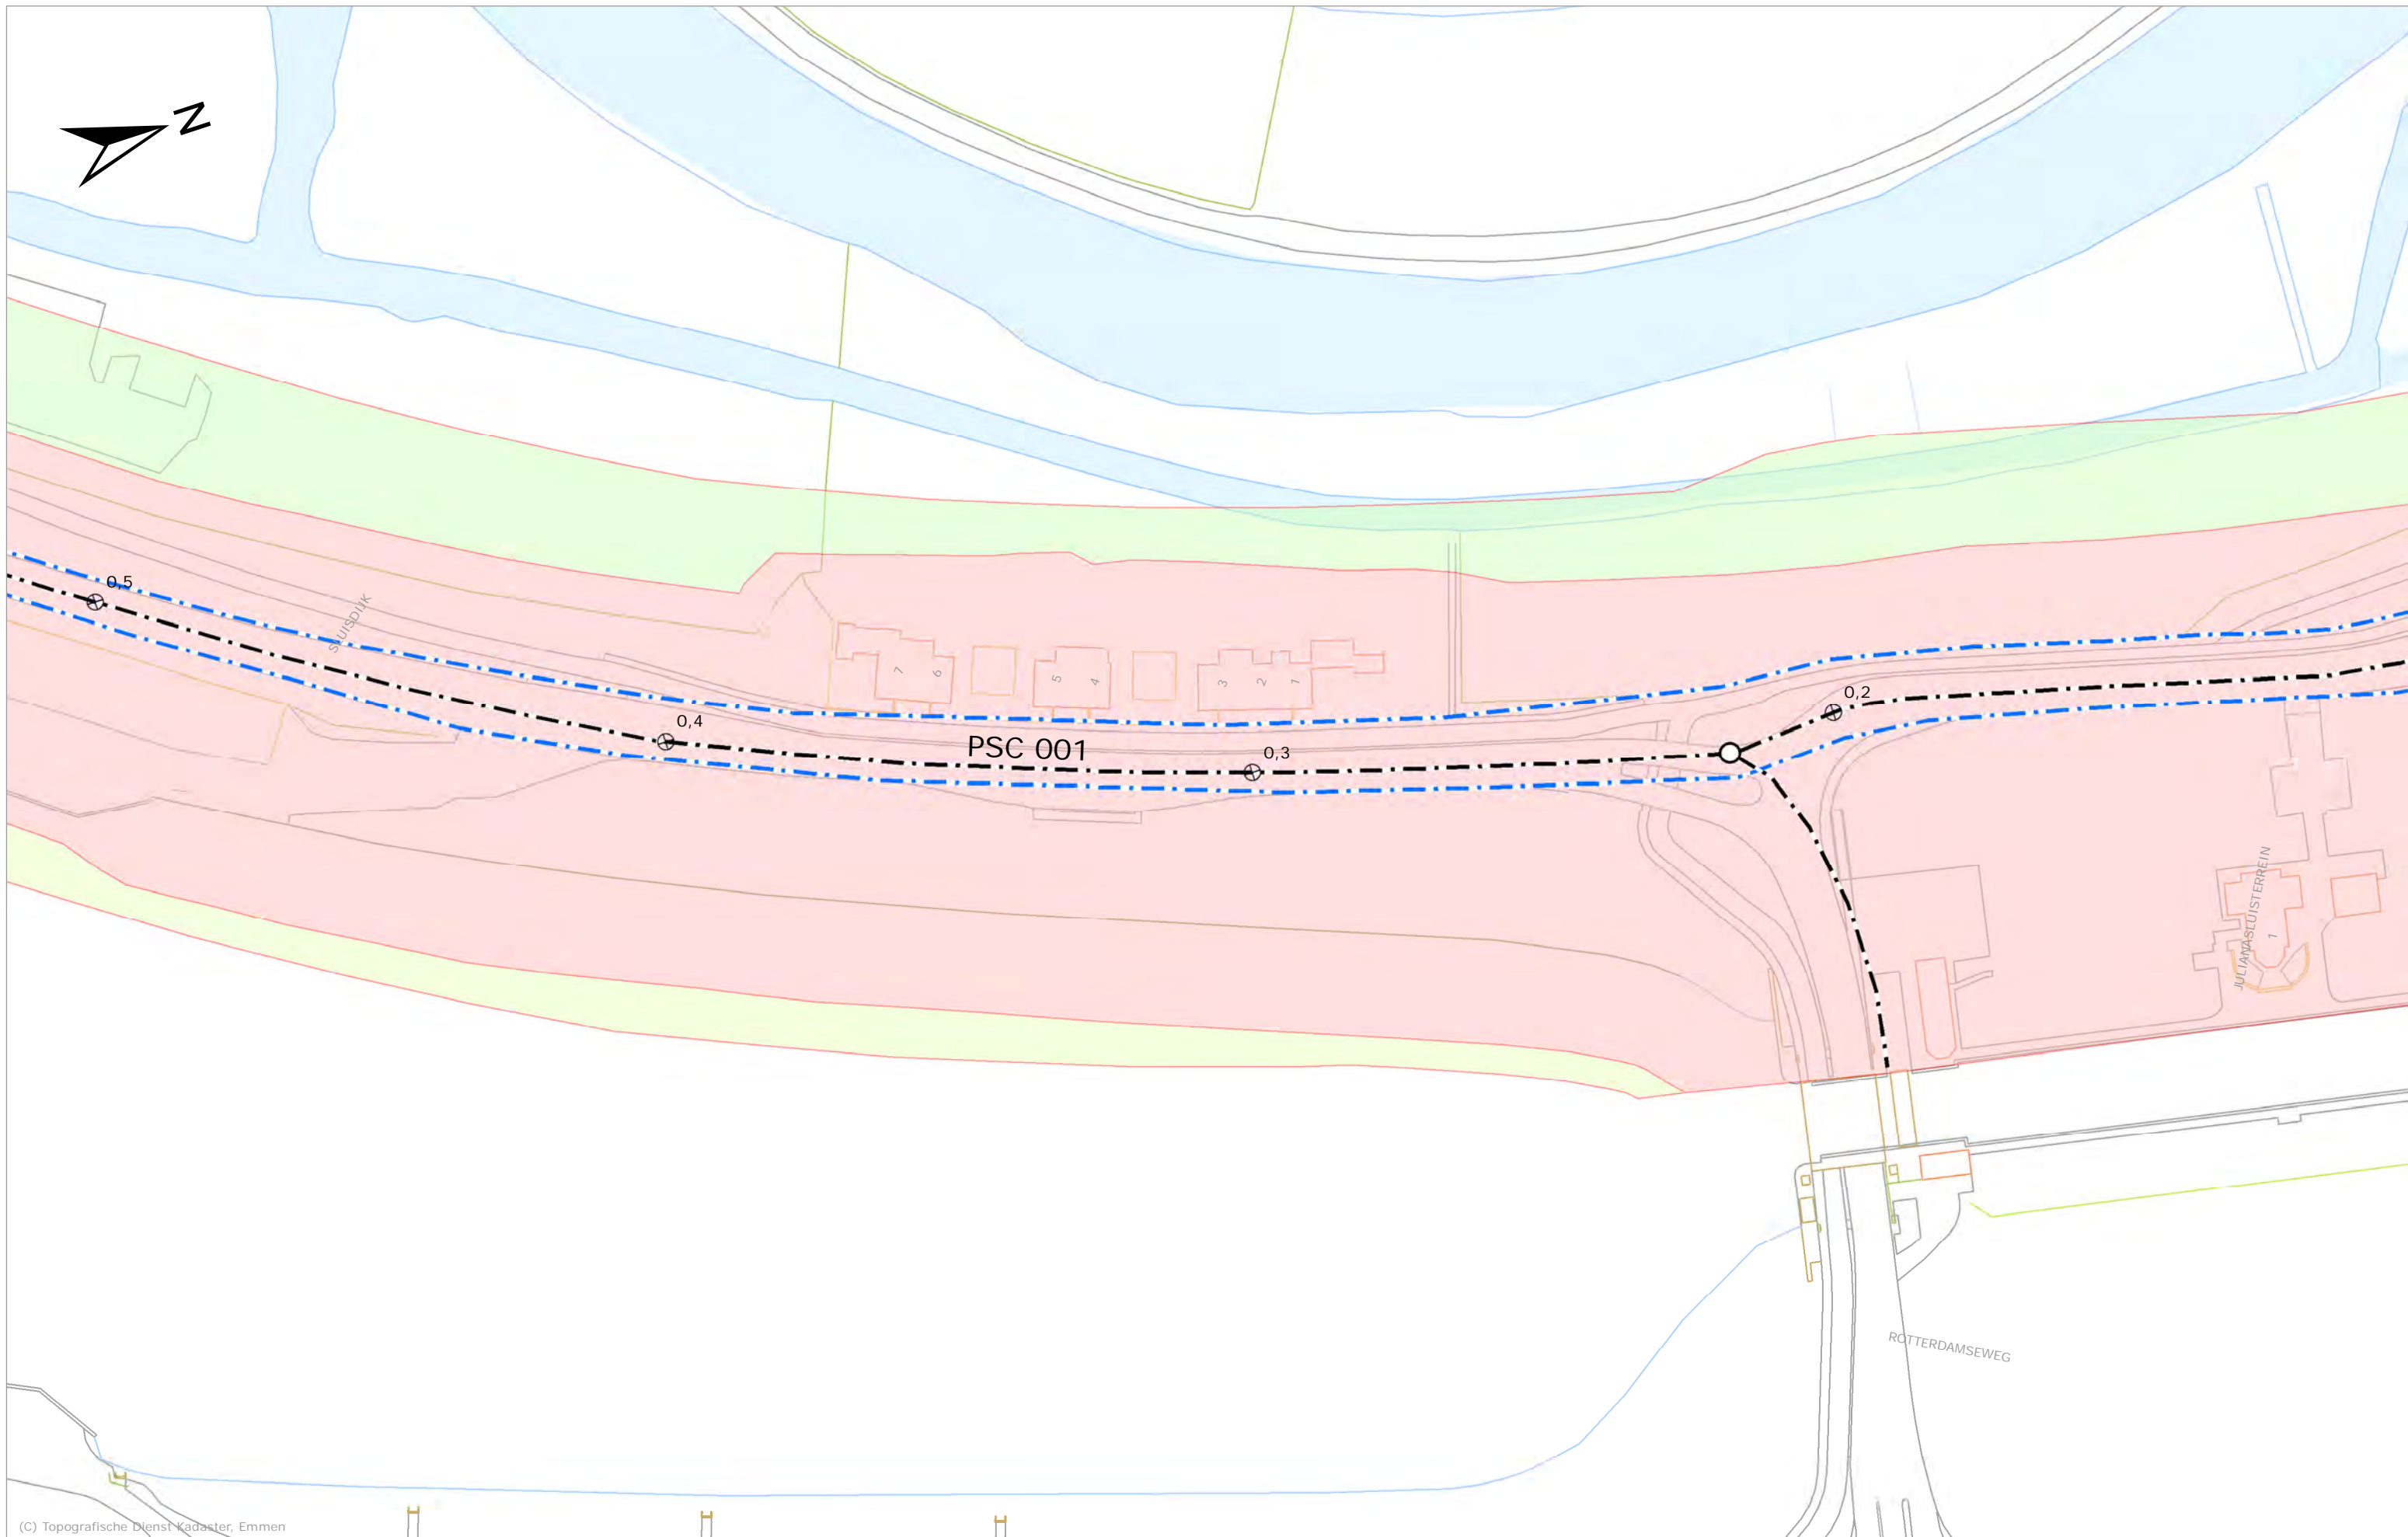 N
0,5
SLUISDIJK
7
6
5
4
3
2
1
0,4
PSC 001
0,3
0,2
JULIANASLUISTERREIN
1
ROTTERDAMSEWEG
(C) Topografische Dienst Kadaster, Emmen